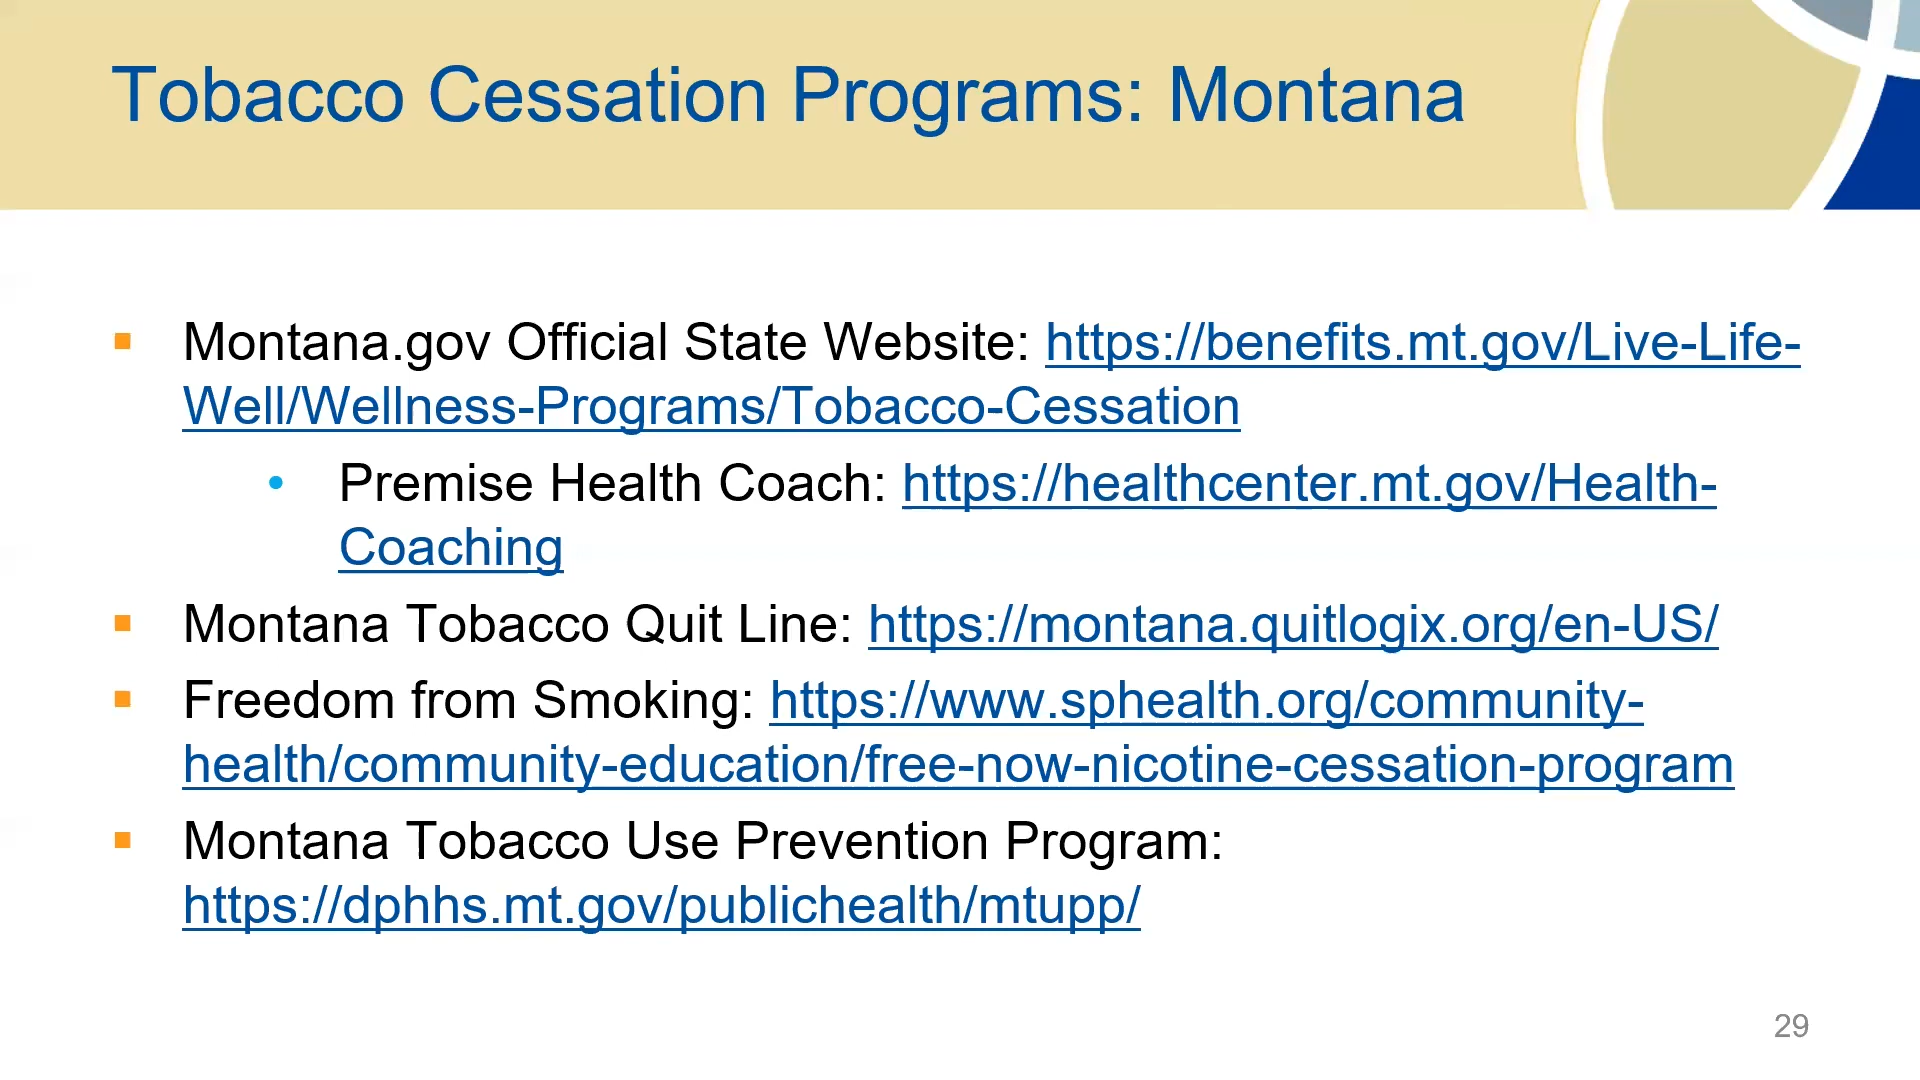 Tobacco Cessation Programs: Montana
Montana.gov Official State Website: https://benefits.mt.gov/Live-Life-
Well/Wellness-Programs/Tobacco-Cessation
Premise Health Coach: https://healthcenter.mt.gov/Health-
Coaching
Montana Tobacco Quit Line: https://montana.quitlogix.org/en-US/
Freedom from Smoking: https://www.sphealth.org/community-
health/community-education/free-now-nicotine-cessation-program
Montana Tobacco Use Prevention Program:
https://dphhs.mt.gov/publichealth/mtupp/
29